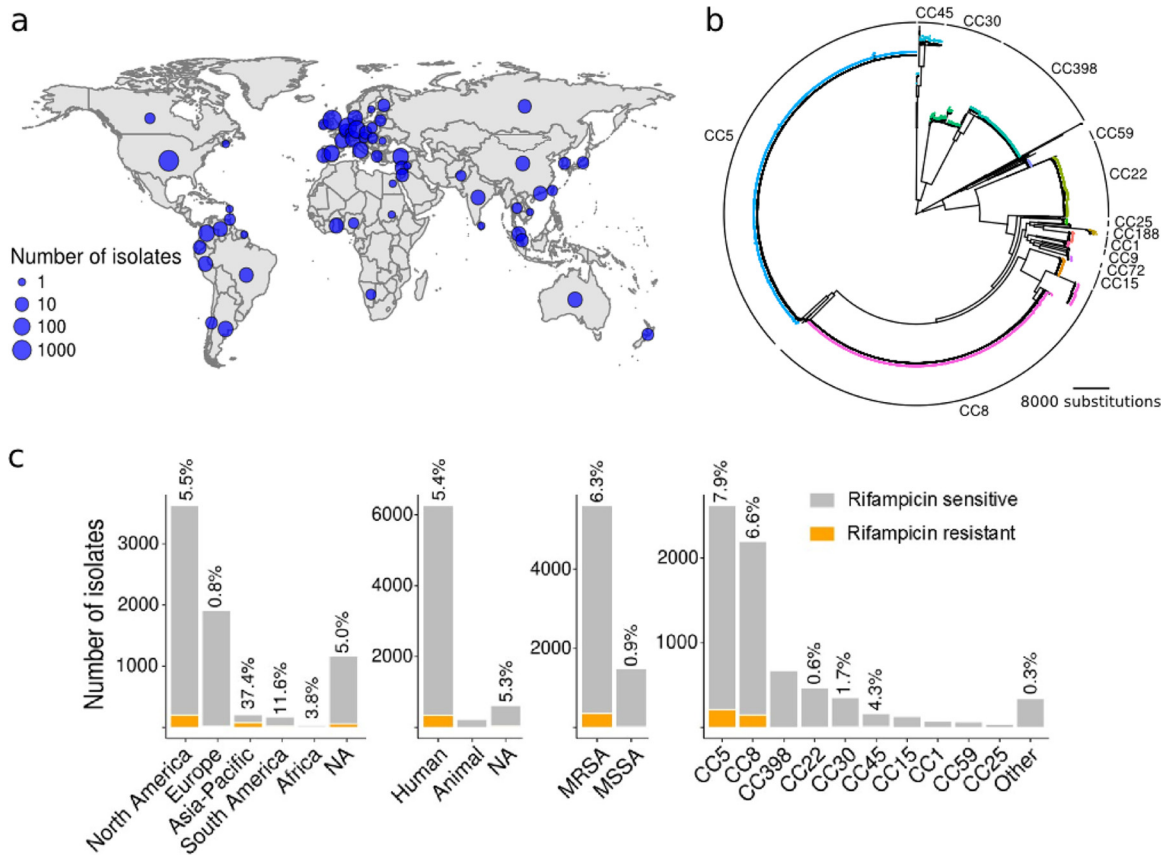 a
Number of isolates
1
10
100
1000
b
CC45
CC30
CC398
CC5
CC59
CC22
CC25
CC188
CC1
CC9
CC72
CC15
CC8
8000 substitutions
c
Number of isolates
3000
2000
1000
5.5%
0.8%
37.4%
11.6%
3.8%
5.0%
North America
Europe
Asia-Pacific
South America
Africa
NA
6000
4000
2000
5.4%
5.3%
Human
Animal
NA
4000
2000
6.3%
0.9%
MRSA
MSSA
2000
1000
7.9%
6.6%
0.6%
1.7%
4.3%
0.3%
Rifampicin sensitive
Rifampicin resistant
CC5
CC8
CC398
CC22
CC30
CC45
CC15
CC1
CC59
CC25
Other